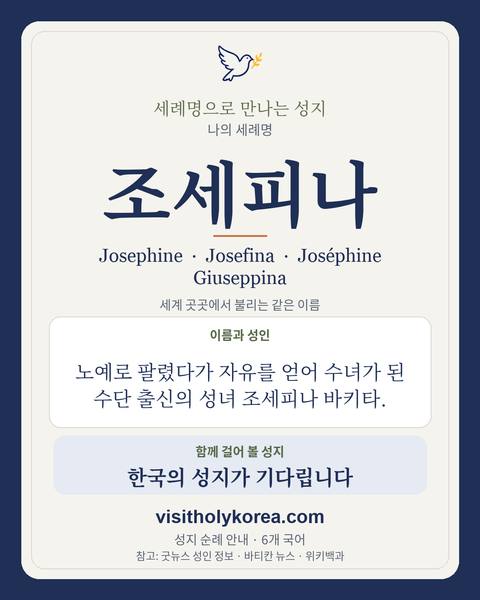 세례명으로 만나는 성지
나의 세례명
조세피나
Josephine · Josefina · Joséphine
Giuseppina
세계 곳곳에서 불리는 같은 이름
이름과 성인
노예로 팔렸다가 자유를 얻어 수녀가 된
수단 출신의 성녀 조세피나 바키타.
함께 걸어 볼 성지
한국의 성지가 기다립니다
visitholykorea.com
성지 순례 안내 · 6개 국어
참고: 굿뉴스 성인 정보 · 바티칸 뉴스 · 위키백과